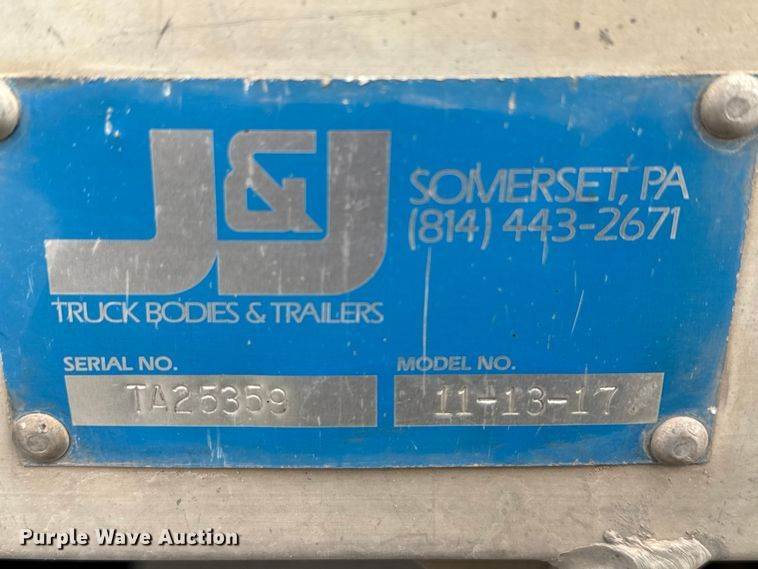 J&J
SOMERSET, PA
(814) 443-2671
TRUCK BODIES & TRAILERS
SERIAL NO.
MODEL NO.
TA25359
11-13-17
Purple Wave Auction